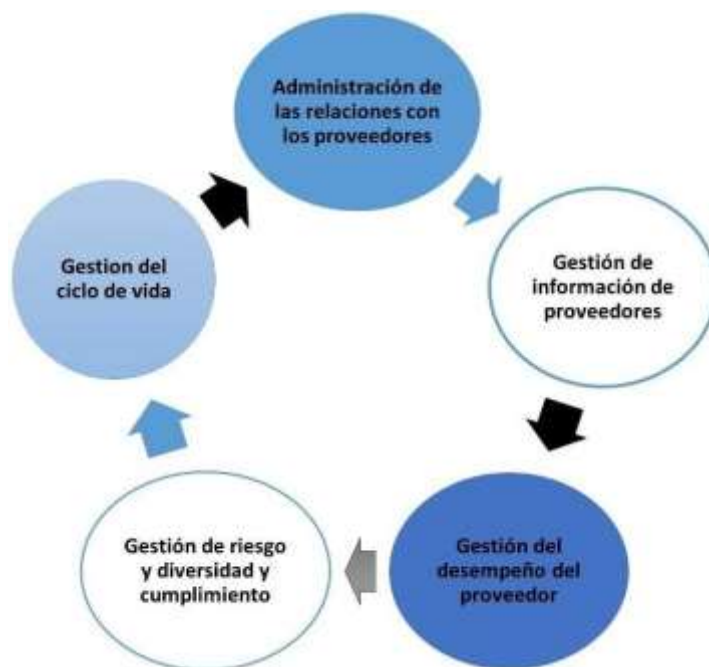 Administración de
las relaciones con
los proveedores
Gestión de
información de
proveedores
Gestión del
desempeño del
proveedor
Gestión de riesgo
y diversidad y
cumplimiento
Gestion del
ciclo de vida